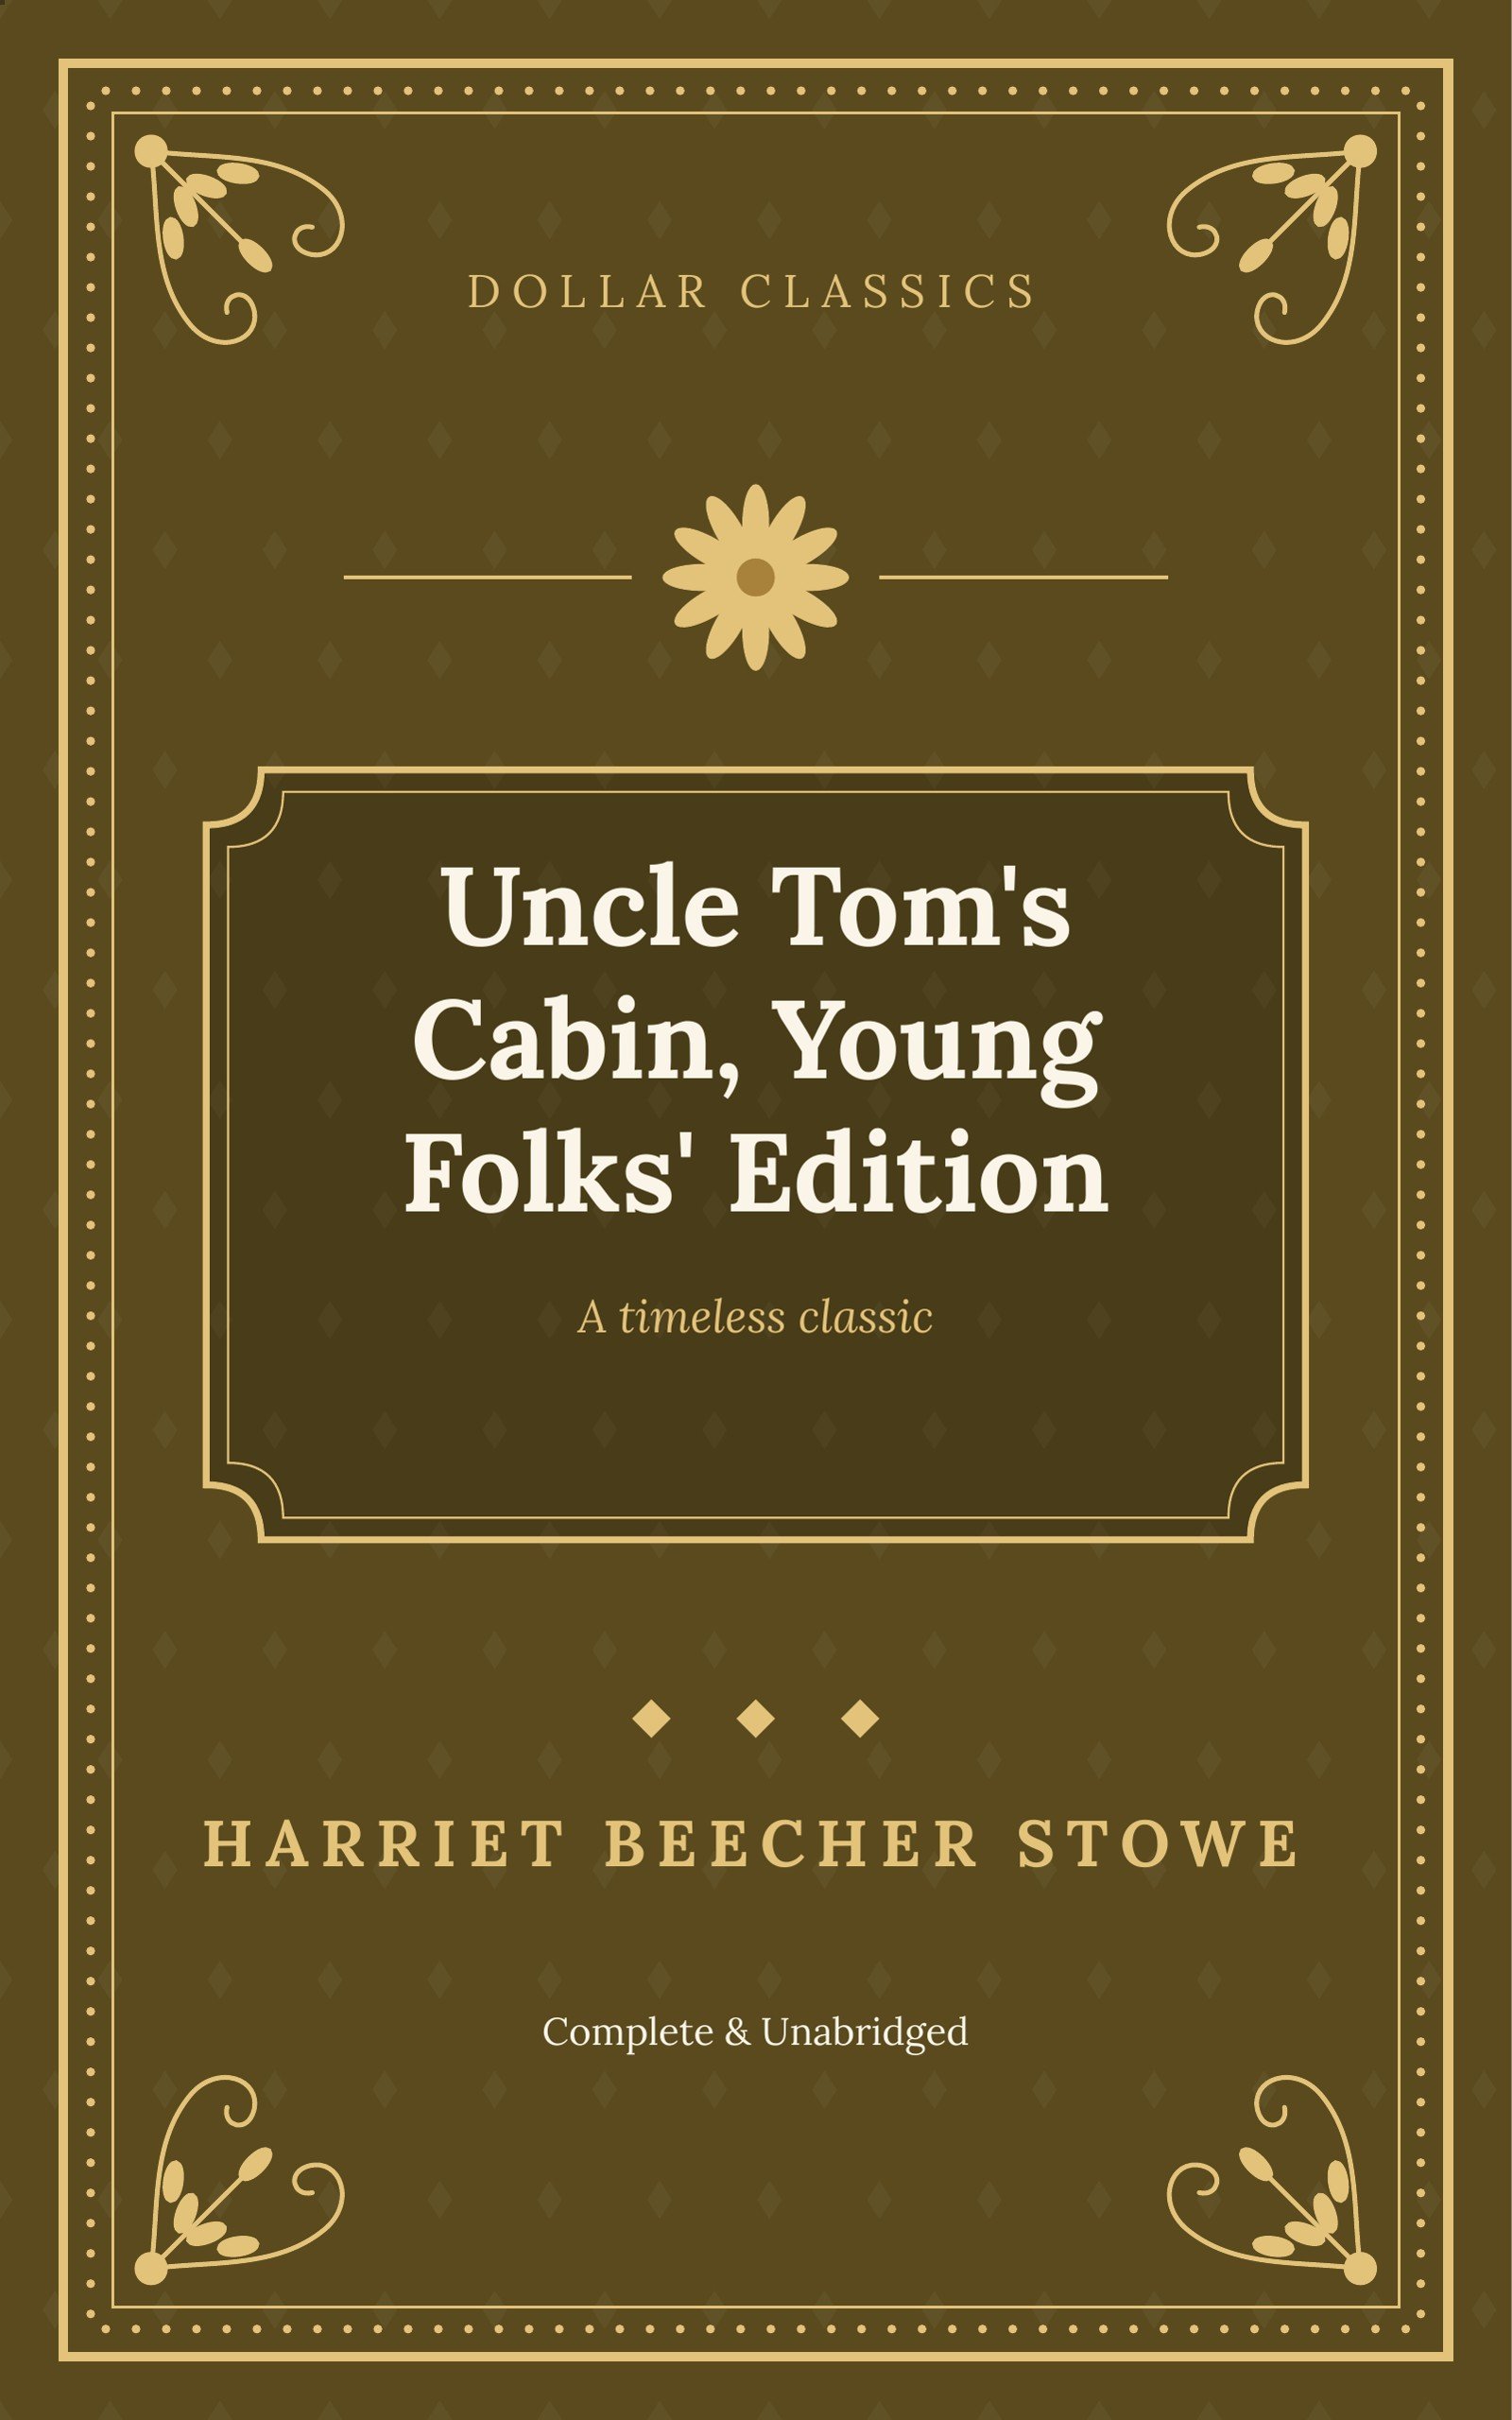 DOLLAR CLASSICS
Uncle Tom's
Cabin, Young
Folks' Edition
A timeless classic
HARRIET BEECHER STOWE
Complete & Unabridged